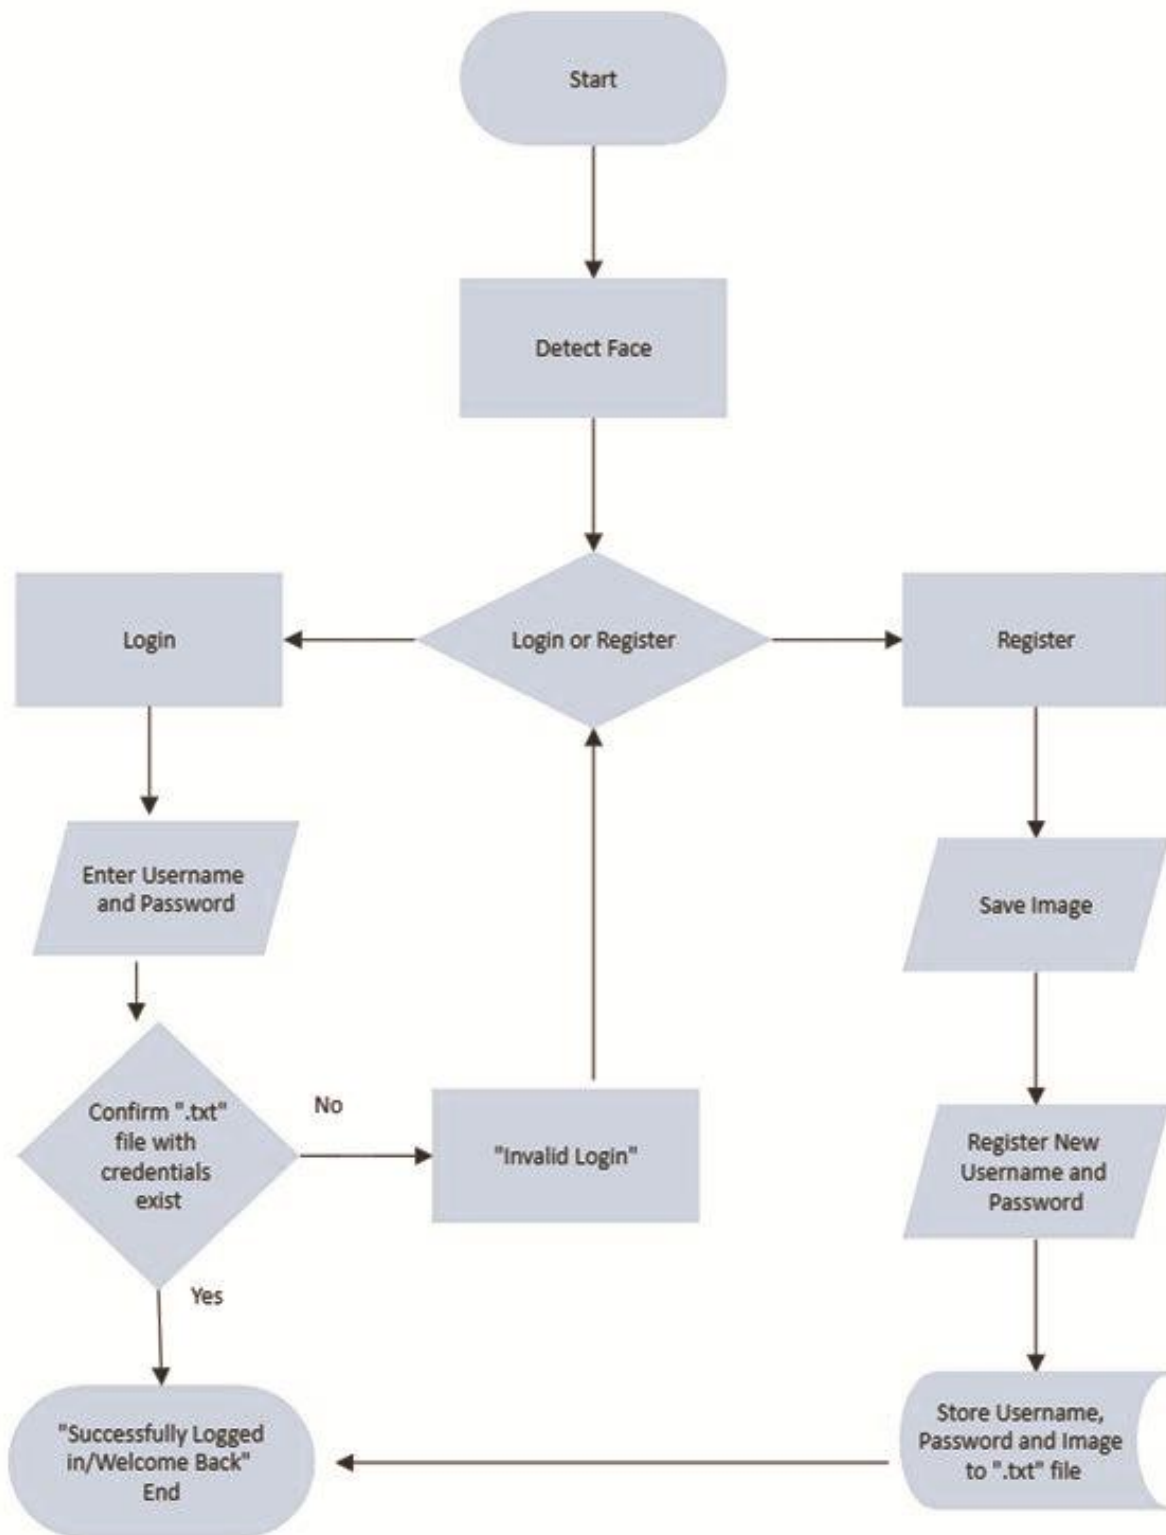 Start
Detect Face
Login
Login or Register
Register
Enter Username
and Password
Save Image
Confirm ".txt"
file with
credentials
exist
No
"Invalid Login"
Register New
Username and
Password
Yes
"Successfully Logged
in/Welcome Back"
End
Store Username,
Password and Image
to ".txt" file